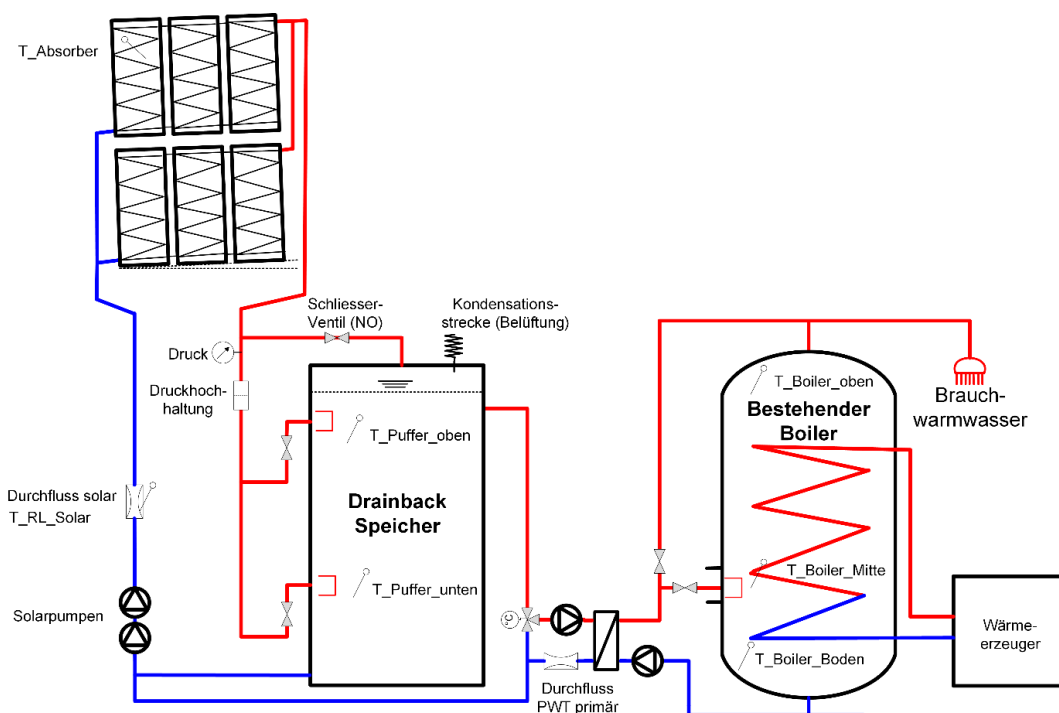 T_Absorber
Schliesser-
Ventil (NO)
Kondensations-
strecke (Belüftung)
Druck
Druckhoch-
haltung
T_Boiler_oben
Bestehender
Boiler
Brauch-
warmwasser
T_Puffer_oben
Durchfluss solar
T_RL_Solar
Drainback
Speicher
T_Puffer_unten
T_Boiler_Mitte
Solarpumpen
°C
Wärme-
erzeuger
T_Boiler_Boden
Durchfluss
PWT primär